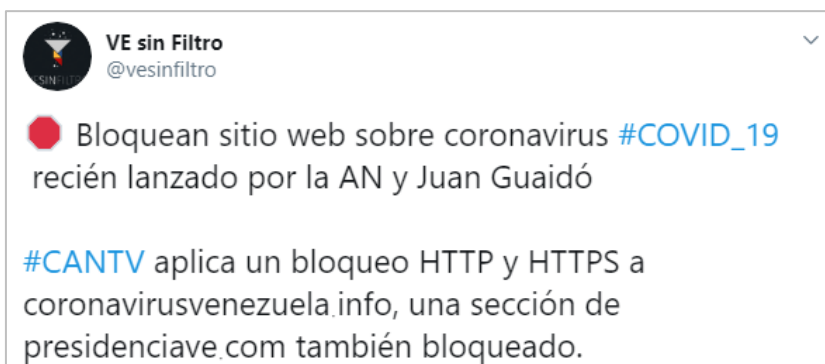 VE sin Filtro
@vesinfiltro
🛑 Bloquean sitio web sobre coronavirus #COVID_19
recién lanzado por la AN y Juan Guaidó
#CANTV aplica un bloqueo HTTP y HTTPS a
coronavirusvenezuela.info, una sección de
presidenciave.com también bloqueado.